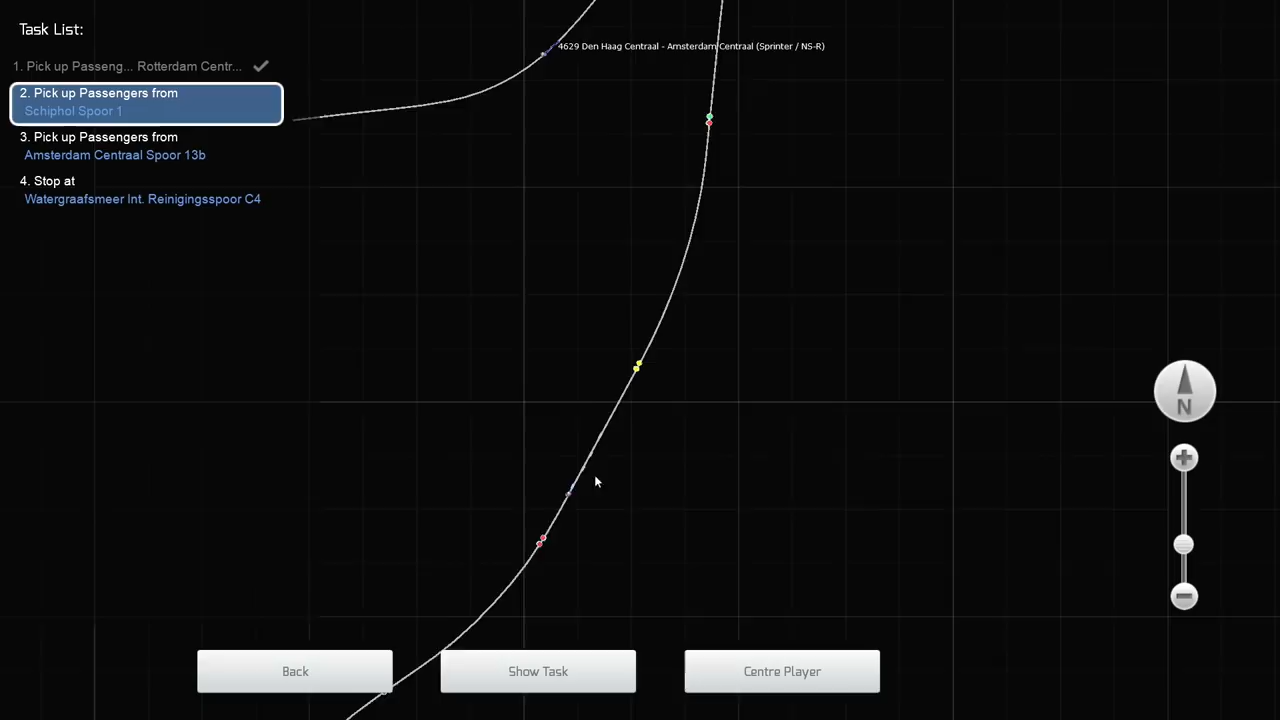 Task List:
4629 Den Haag Centraal - Amsterdam Centraal (Sprinter / NS-R)
1. Pick up Passeng... Rotterdam Centr...
2. Pick up Passengers from
Schiphol Spoor 1
3. Pick up Passengers from
Amsterdam Centraal Spoor 13b
4. Stop at
Watergraafsmeer Int. Reinigingsspoor C4
N
Back
Show Task
Centre Player